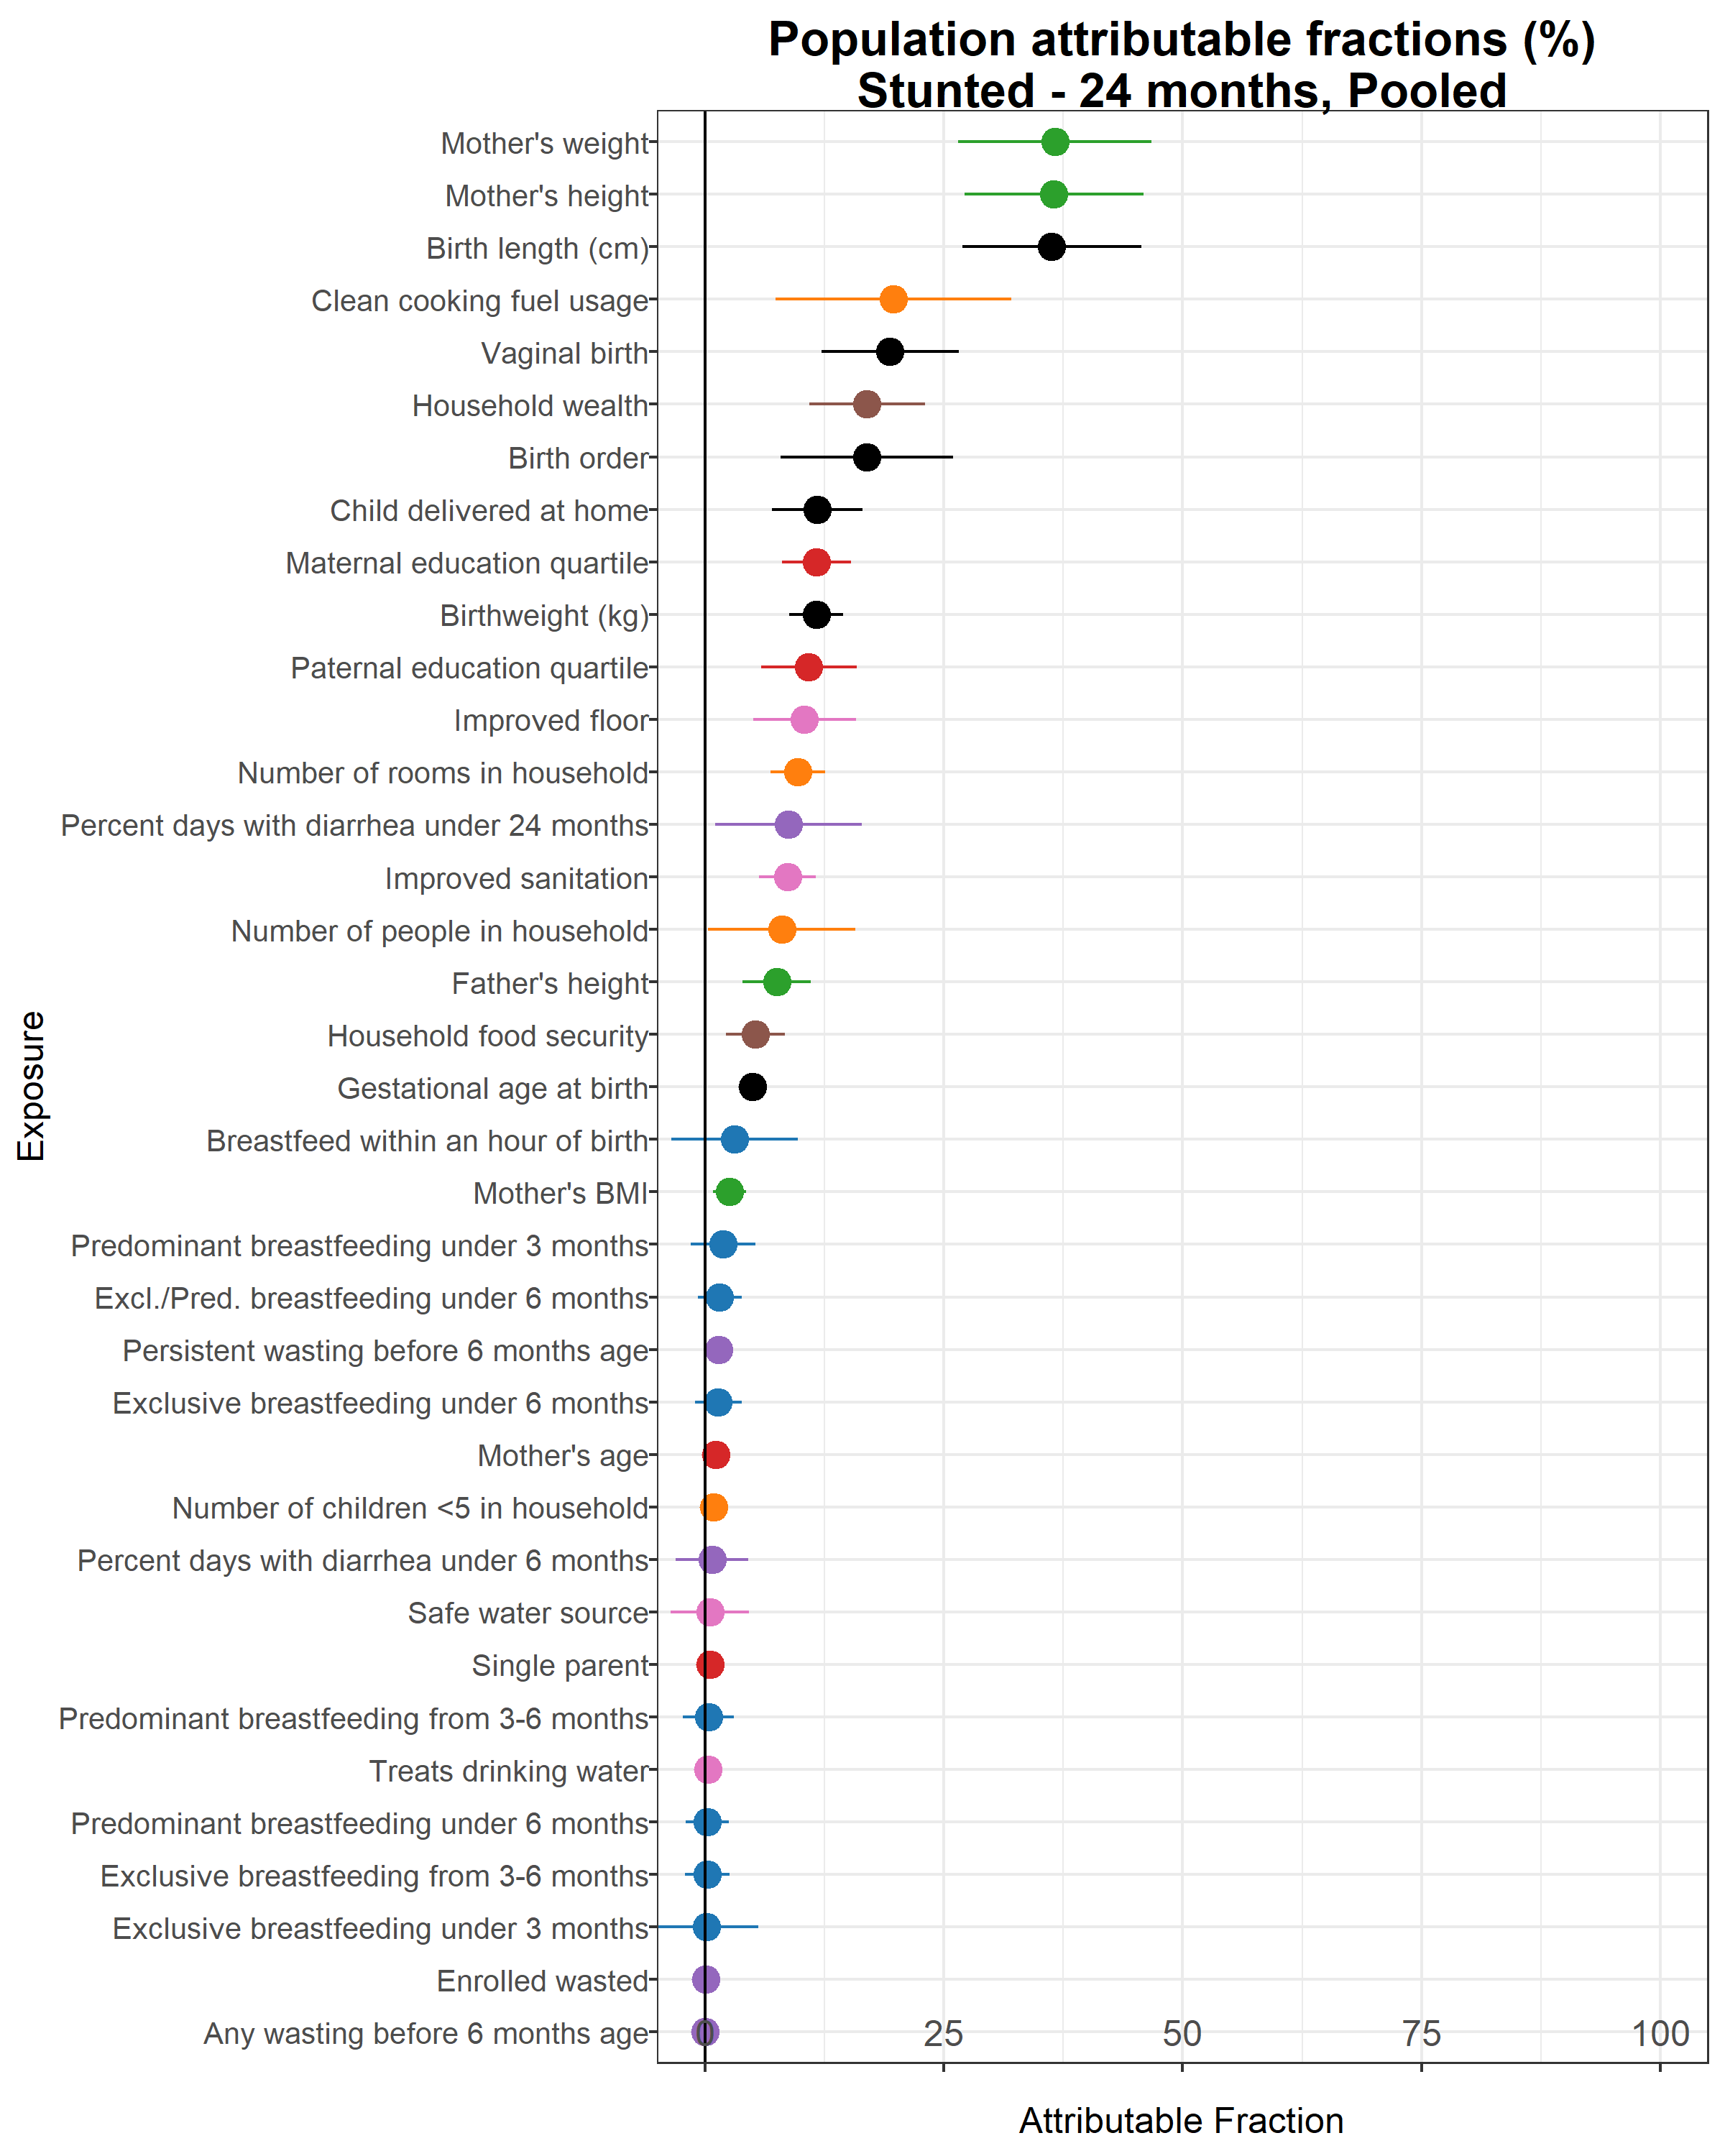 Population attributable fractions (%)
Stunted - 24 months, Pooled
Mother's weight
Mother's height
Birth length (cm)
Clean cooking fuel usage
Vaginal birth
Household wealth
Birth order
Child delivered at home
Maternal education quartile
Birthweight (kg)
Paternal education quartile
Improved floor
Number of rooms in household
Percent days with diarrhea under 24 months
Improved sanitation
Number of people in household
Father's height
Household food security
Gestational age at birth
Breastfeed within an hour of birth
Mother's BMI
Predominant breastfeeding under 3 months
Excl./Pred. breastfeeding under 6 months
Persistent wasting before 6 months age
Exclusive breastfeeding under 6 months
Mother's age
Number of children <5 in household
Percent days with diarrhea under 6 months
Safe water source
Single parent
Predominant breastfeeding from 3-6 months
Treats drinking water
Predominant breastfeeding under 6 months
Exclusive breastfeeding from 3-6 months
Exclusive breastfeeding under 3 months
Enrolled wasted
Any wasting before 6 months age
Exposure
0 25 50 75 100
Attributable Fraction